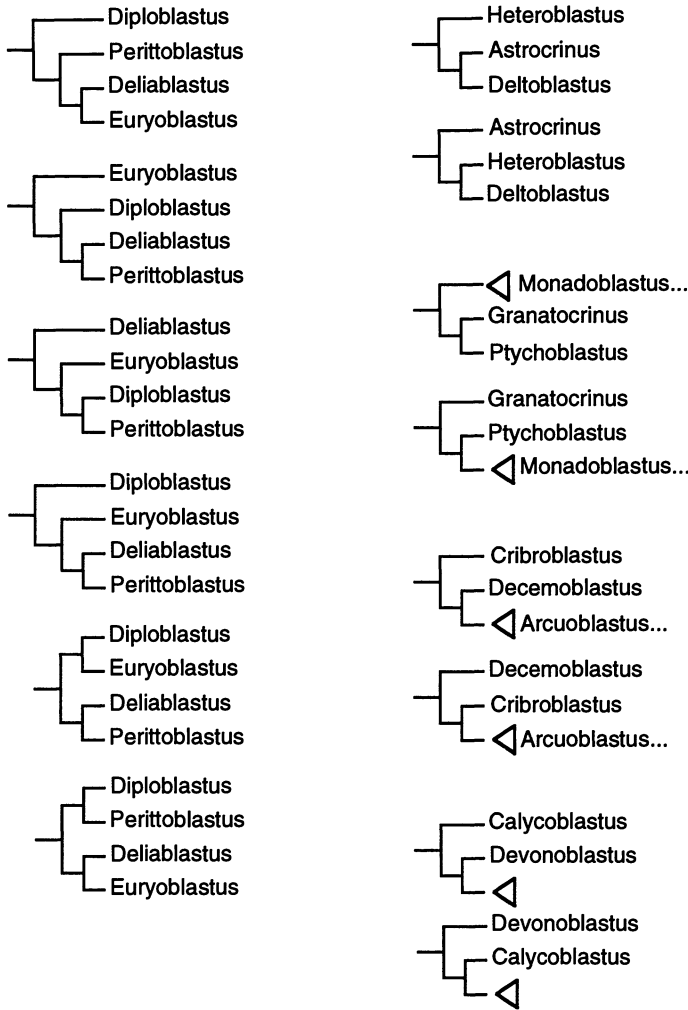 Diploblastus
Perittoblastus
Deliablastus
Euryoblastus
Euryoblastus
Diploblastus
Deliablastus
Perittoblastus
Deliablastus
Euryoblastus
Diploblastus
Perittoblastus
Diploblastus
Euryoblastus
Deliablastus
Perittoblastus
Diploblastus
Euryoblastus
Deliablastus
Perittoblastus
Diploblastus
Perittoblastus
Deliablastus
Euryoblastus
Heteroblastus
Astrocrinus
Deltoblastus
Astrocrinus
Heteroblastus
Deltoblastus
Monadoblastus...
Granatocrinus
Ptychoblastus
Granatocrinus
Ptychoblastus
Monadoblastus...
Cribroblastus
Decemoblastus
Arcuoblastus...
Decemoblastus
Cribroblastus
Arcuoblastus...
Calycoblastus
Devonoblastus
Devonoblastus
Calycoblastus